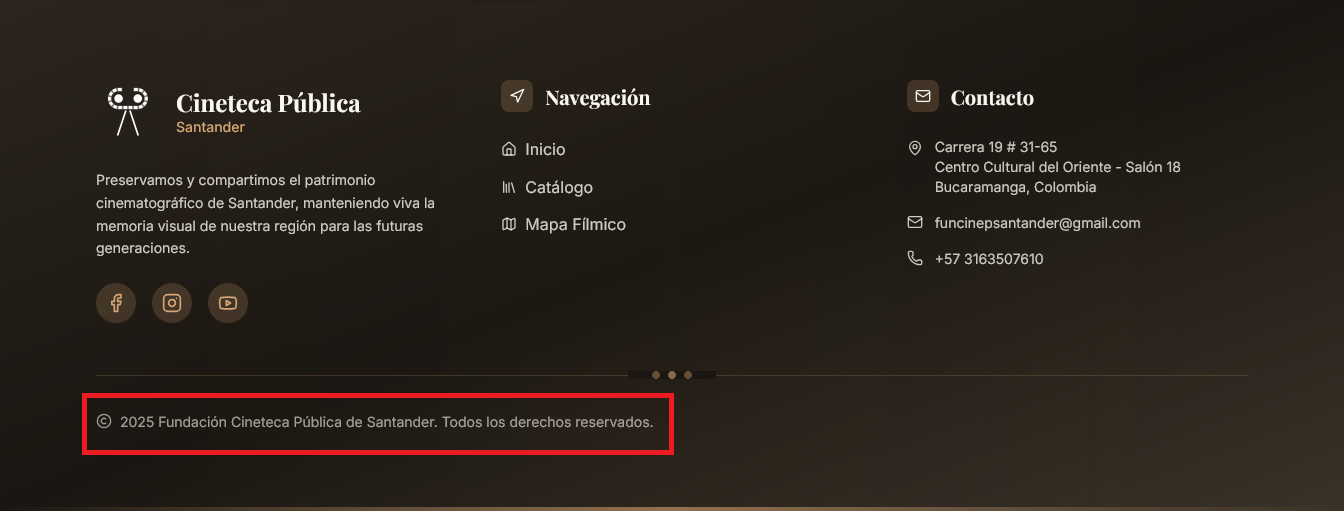 Cineteca Pública
Santander
Preservamos y compartimos el patrimonio
cinematográfico de Santander, manteniendo viva la
memoria visual de nuestra región para las futuras
generaciones.
Navegación
Inicio
Catálogo
Mapa Fílmico
Contacto
Carrera 19 # 31-65
Centro Cultural del Oriente - Salón 18
Bucaramanga, Colombia
funcinepsantander@gmail.com
+57 3163507610
© 2025 Fundación Cineteca Pública de Santander. Todos los derechos reservados.